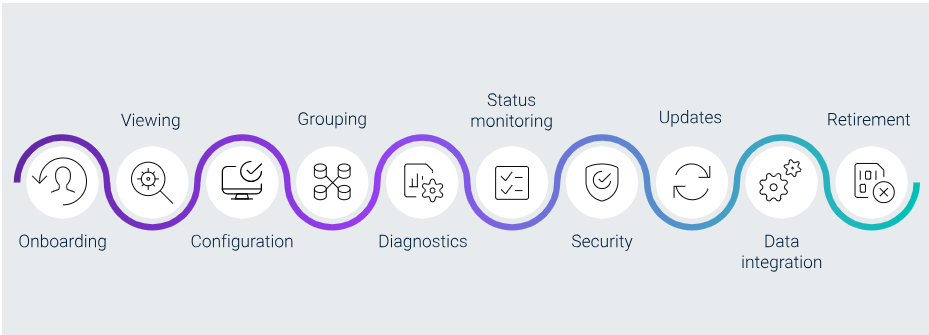 Onboarding
Viewing
Configuration
Grouping
Diagnostics
Status
monitoring
Security
Updates
Data
integration
Retirement